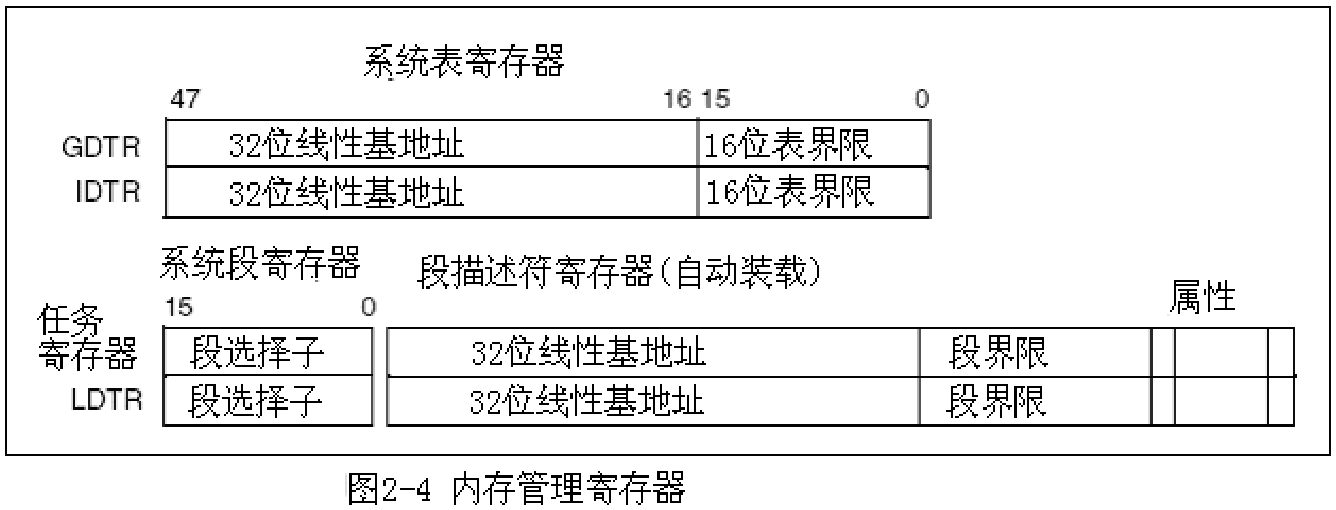 系统表寄存器
47 16 15 0
GDTR 32位线性基地址 16位表界限
IDTR 32位线性基地址 16位表界限
系统段寄存器 段描述符寄存器(自动装载)
15 0 属性
任务
寄存器 段选择子 32位线性基地址 段界限
LDTR 段选择子 32位线性基地址 段界限
图2-4 内存管理寄存器